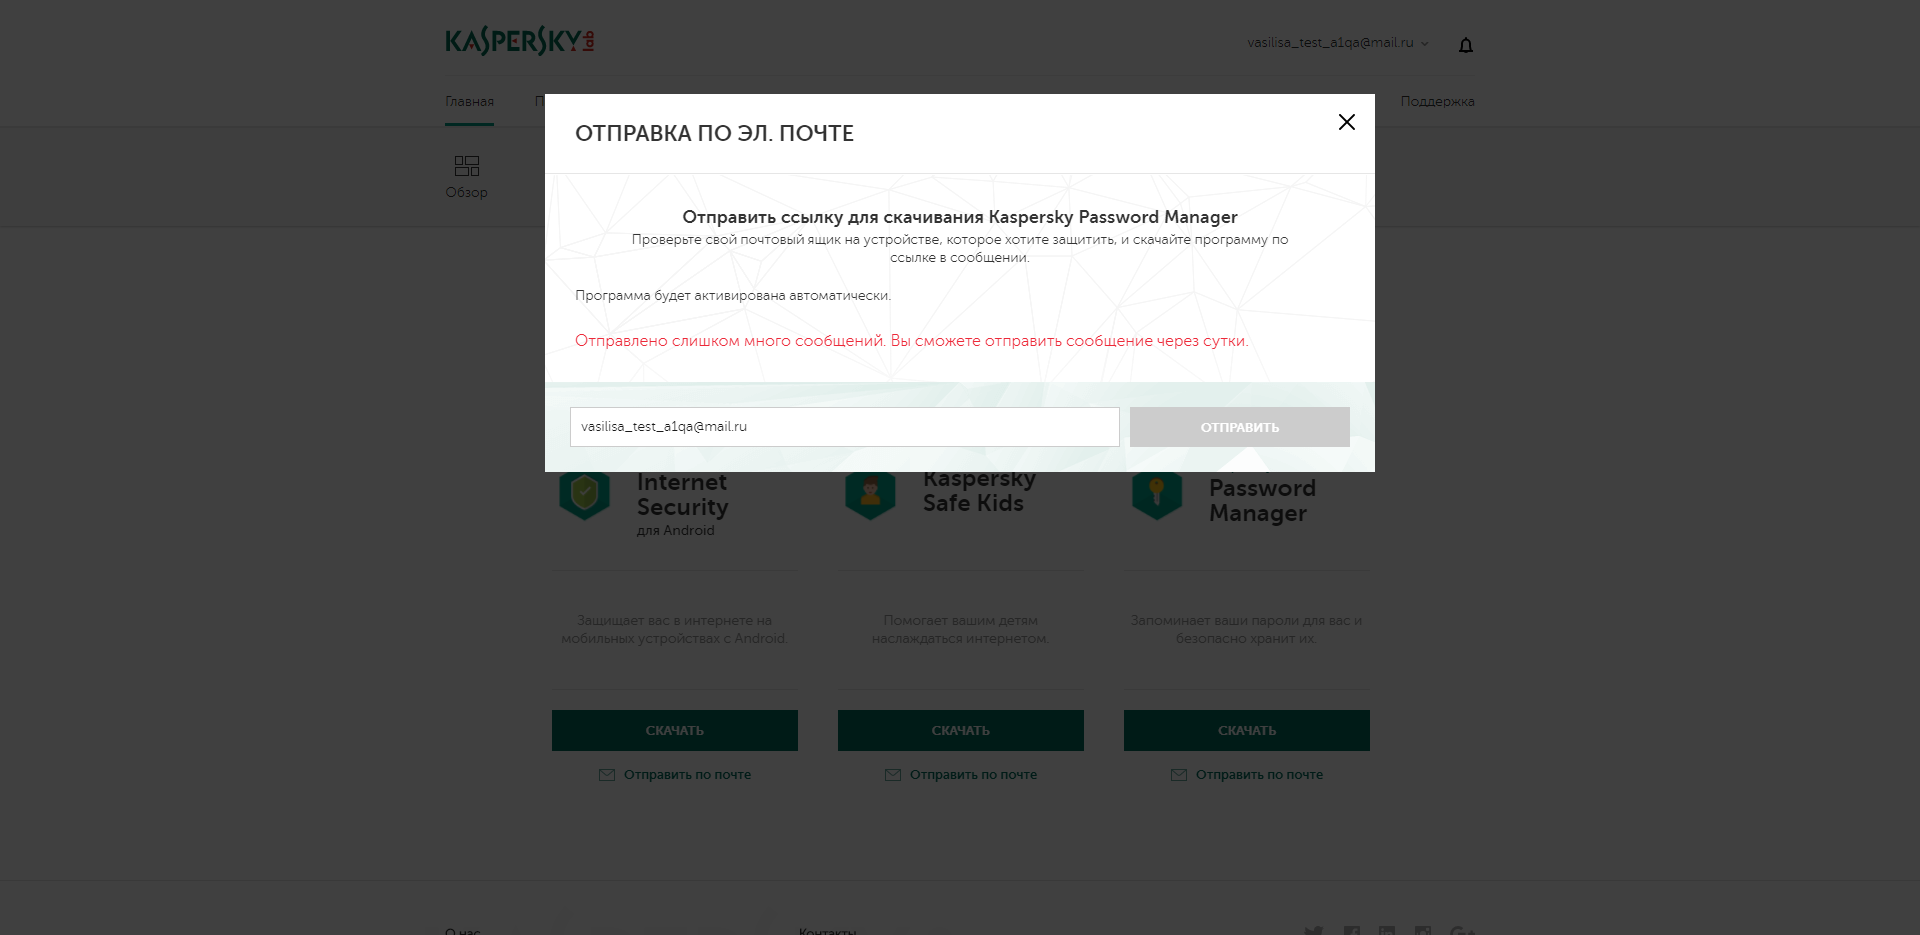 KASPERSKY lab
vasilisa_test_a1qa@mail.ru
Главная
П
Поддержка
Обзор
ОТПРАВКА ПО ЭЛ. ПОЧТЕ
Отправить ссылку для скачивания Kaspersky Password Manager
Проверьте свой почтовый ящик на устройстве, которое хотите защитить, и скачайте программу по
ссылке в сообщении.
Программа будет активирована автоматически.
Отправлено слишком много сообщений. Вы сможете отправить сообщение через сутки.
vasilisa_test_a1qa@mail.ru
ОТПРАВИТЬ
Internet
Security
для Android
Kaspersky
Safe Kids
Password
Manager
Защищает вас в интернете на
мобильных устройствах с Android.
Помогает вашим детям
наслаждаться интернетом.
Запоминает ваши пароли для вас и
безопасно хранит их.
СКАЧАТЬ
СКАЧАТЬ
СКАЧАТЬ
Отправить по почте
Отправить по почте
Отправить по почте
О нас
Контакты